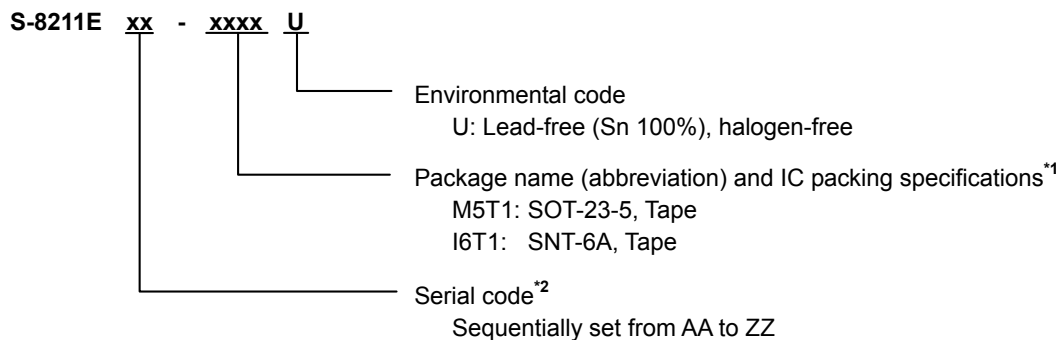 S-8211E xx - xxxx U
Environmental code
U: Lead-free (Sn 100%), halogen-free
Package name (abbreviation) and IC packing specifications*1
M5T1: SOT-23-5, Tape
I6T1: SNT-6A, Tape
Serial code*2
Sequentially set from AA to ZZ